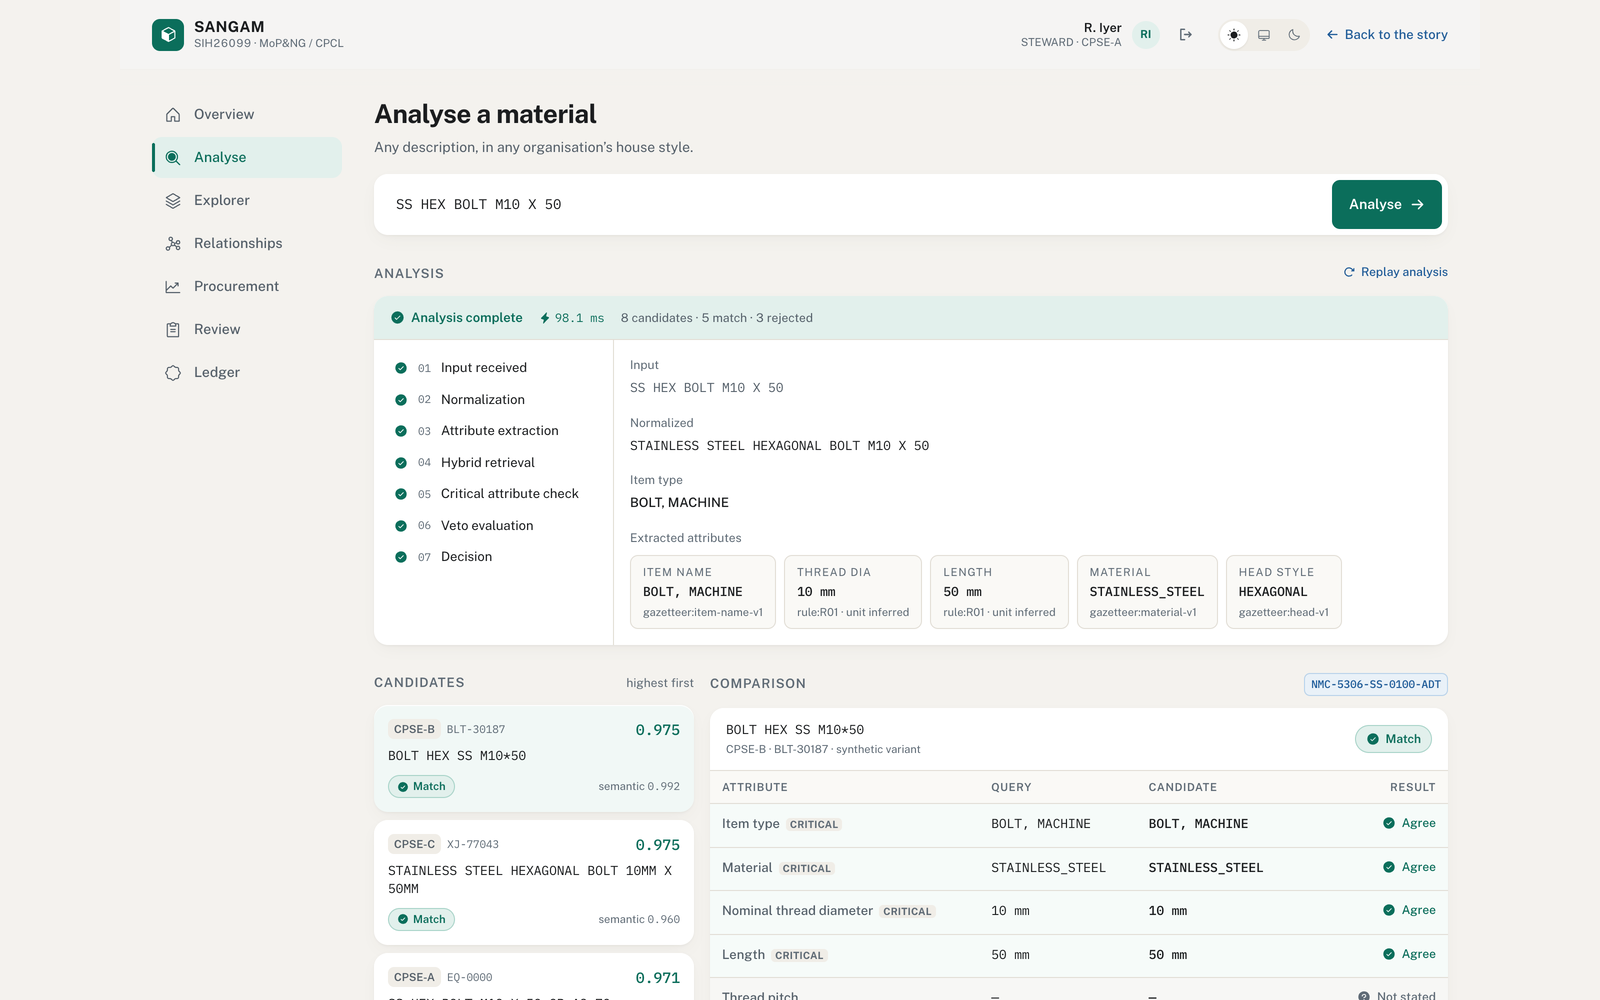 SANGAM
SIH26099 · MoP&NG / CPCL
R. Iyer
STEWARD · CPSE-A
RI
Back to the story
Overview
Analyse
Explorer
Relationships
Procurement
Review
Ledger
Analyse a material
Any description, in any organisation’s house style.
SS HEX BOLT M10 X 50
Analyse
ANALYSIS
Replay analysis
Analysis complete
98.1 ms
8 candidates · 5 match · 3 rejected
01 Input received
02 Normalization
03 Attribute extraction
04 Hybrid retrieval
05 Critical attribute check
06 Veto evaluation
07 Decision
Input
SS HEX BOLT M10 X 50
Normalized
STAINLESS STEEL HEXAGONAL BOLT M10 X 50
Item type
BOLT, MACHINE
Extracted attributes
ITEM NAME
BOLT, MACHINE
gazetteer:item-name-v1
THREAD DIA
10 mm
rule:R01 · unit inferred
LENGTH
50 mm
rule:R01 · unit inferred
MATERIAL
STAINLESS_STEEL
gazetteer:material-v1
HEAD STYLE
HEXAGONAL
gazetteer:head-v1
CANDIDATES
highest first
CPSE-B BLT-30187 0.975
BOLT HEX SS M10*50
Match semantic 0.992
CPSE-C XJ-77043 0.975
STAINLESS STEEL HEXAGONAL BOLT 10MM X
50MM
Match semantic 0.960
CPSE-A EQ-0000 0.971
COMPARISON
NMC-5306-SS-0100-ADT
BOLT HEX SS M10*50
CPSE-B · BLT-30187 · synthetic variant
Match
ATTRIBUTE QUERY CANDIDATE RESULT
Item type CRITICAL BOLT, MACHINE BOLT, MACHINE Agree
Material CRITICAL STAINLESS_STEEL STAINLESS_STEEL Agree
Nominal thread diameter CRITICAL 10 mm 10 mm Agree
Length CRITICAL 50 mm 50 mm Agree
Thread pitch – – Not stated